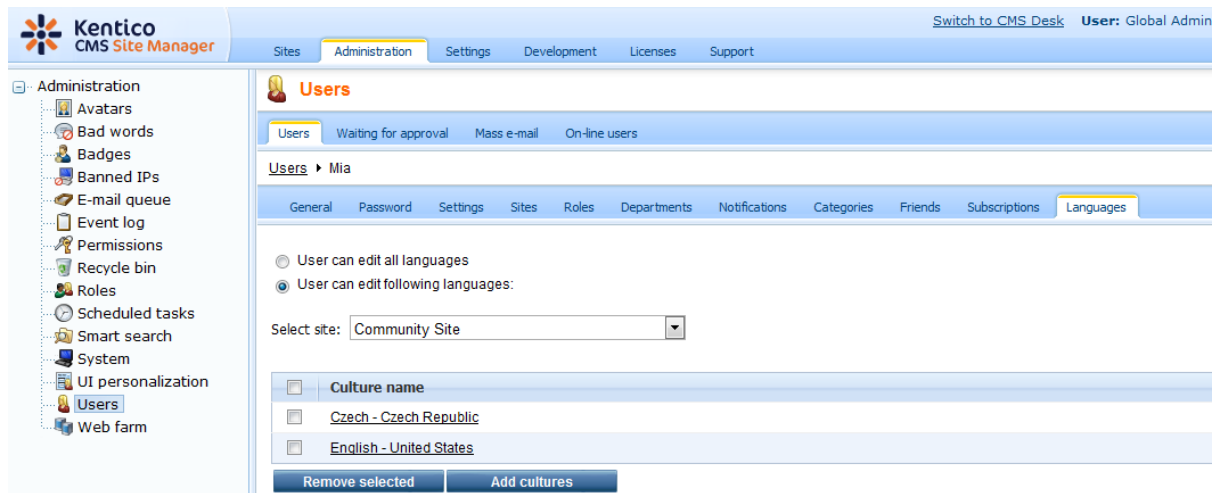 Kentico
CMS Site Manager
Switch to CMS Desk User: Global Admin
Sites Administration Settings Development Licenses Support
Administration
Avatars
Bad words
Badges
Banned IPs
E-mail queue
Event log
Permissions
Recycle bin
Roles
Scheduled tasks
Smart search
System
UI personalization
Users
Web farm
Users
Users Waiting for approval Mass e-mail On-line users
Users Mia
General Password Settings Sites Roles Departments Notifications Categories Friends Subscriptions Languages
User can edit all languages
User can edit following languages:
Select site: Community Site
Culture name
Czech - Czech Republic
English - United States
Remove selected Add cultures